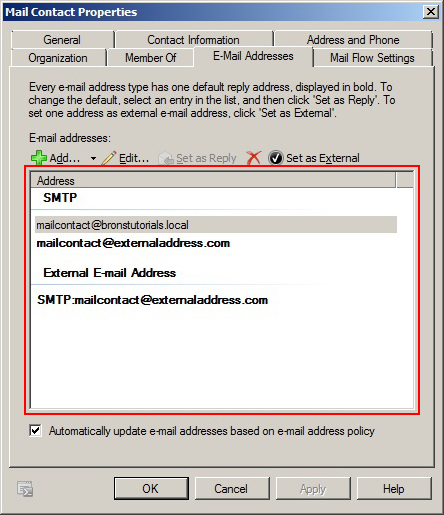 Mail Contact Properties
General Contact Information Address and Phone
Organization Member Of E-Mail Addresses Mail Flow Settings
Every e-mail address type has one default reply address, displayed in bold. To
change the default, select an entry in the list, and then click 'Set as Reply'. To
set one address as external e-mail address, click 'Set as External'.
E-mail addresses:
Add... Edit... Set as Reply Set as External
Address
SMTP
mailcontact@bronstutorials.local
mailcontact@externaladdress.com
External E-mail Address
SMTP:mailcontact@externaladdress.com
Automatically update e-mail addresses based on e-mail address policy
OK Cancel Apply Help